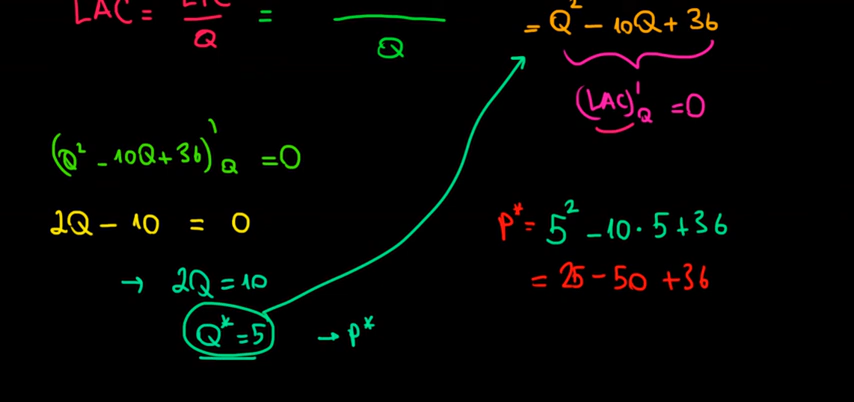 LAC = LTC / Q = / Q
= Q² - 10Q + 36
(LAC)'Q = 0
(Q² - 10Q + 36)'Q = 0
2Q - 10 = 0
→ 2Q = 10
Q* = 5 → P*
P* = 5² - 10 · 5 + 36
= 25 - 50 + 36